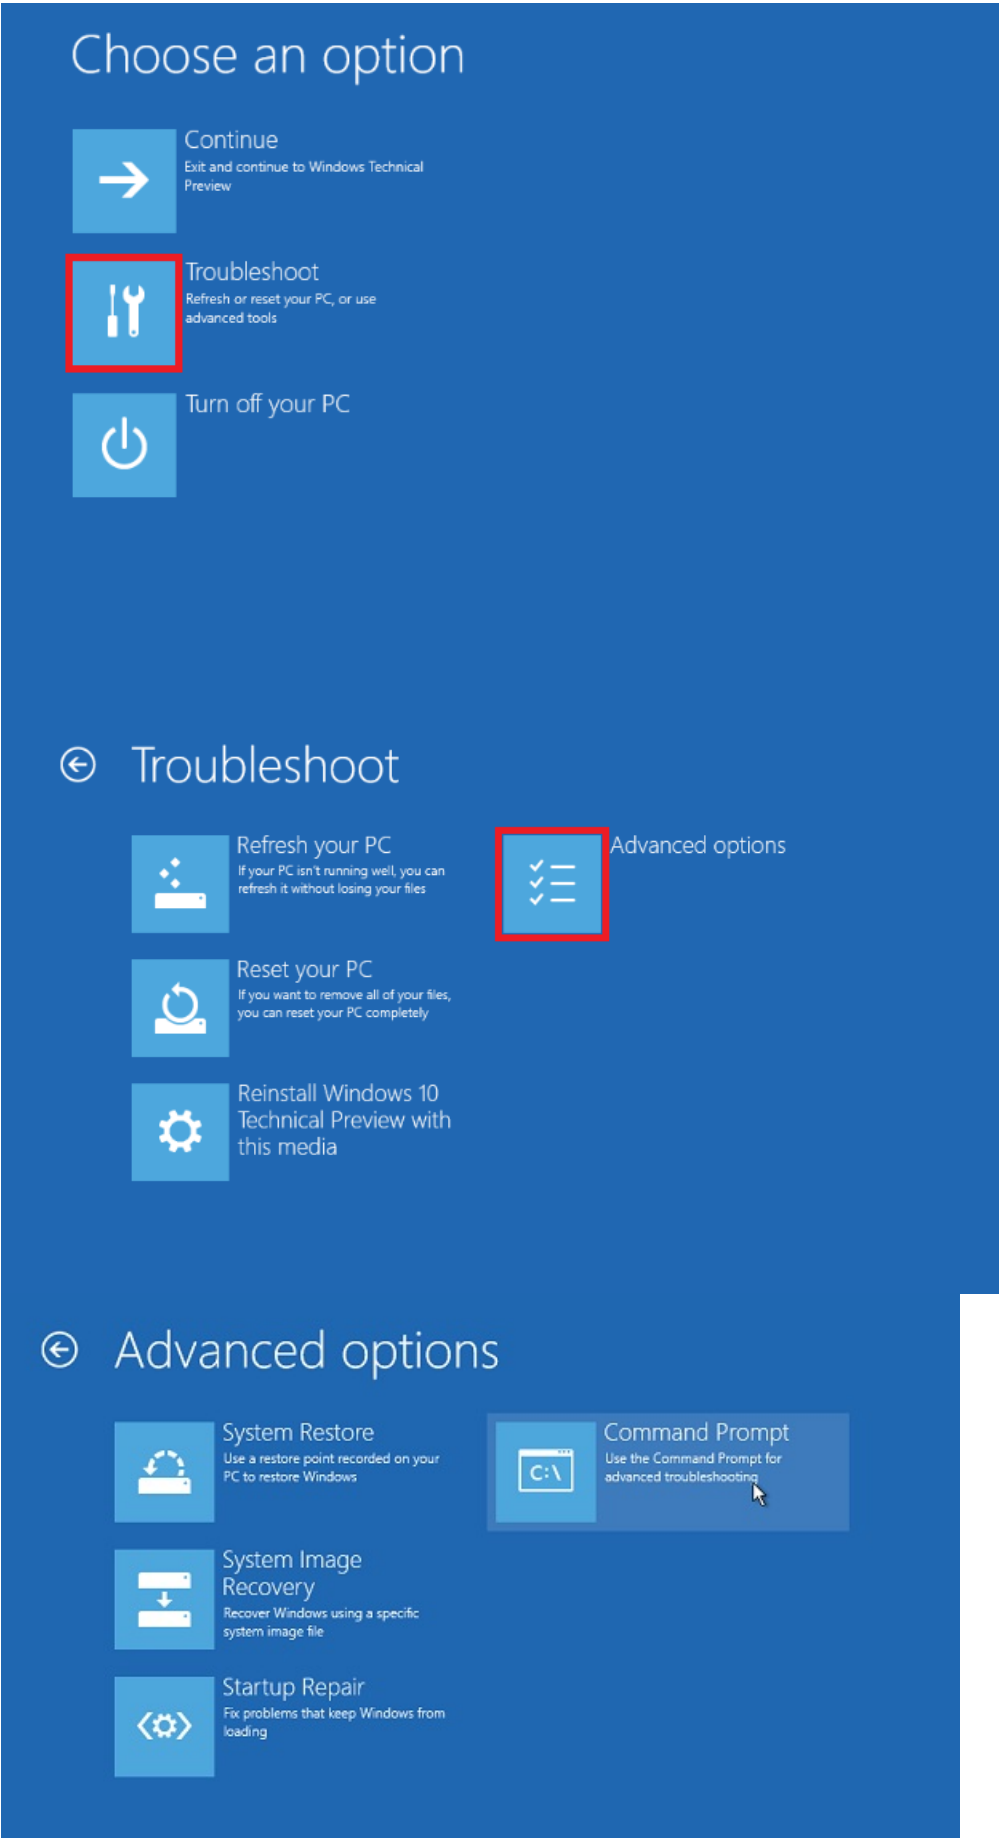 Choose an option
Continue
Exit and continue to Windows Technical
Preview
Troubleshoot
Refresh or reset your PC, or use
advanced tools
Turn off your PC
Troubleshoot
Refresh your PC
If your PC isn't running well, you can
refresh it without losing your files
Advanced options
Reset your PC
If you want to remove all of your files,
you can reset your PC completely
Reinstall Windows 10
Technical Preview with
this media
Advanced options
System Restore
Use a restore point recorded on your
PC to restore Windows
C:\
Command Prompt
Use the Command Prompt for
advanced troubleshooting
System Image
Recovery
Recover Windows using a specific
system image file
Startup Repair
Fix problems that keep Windows from
loading